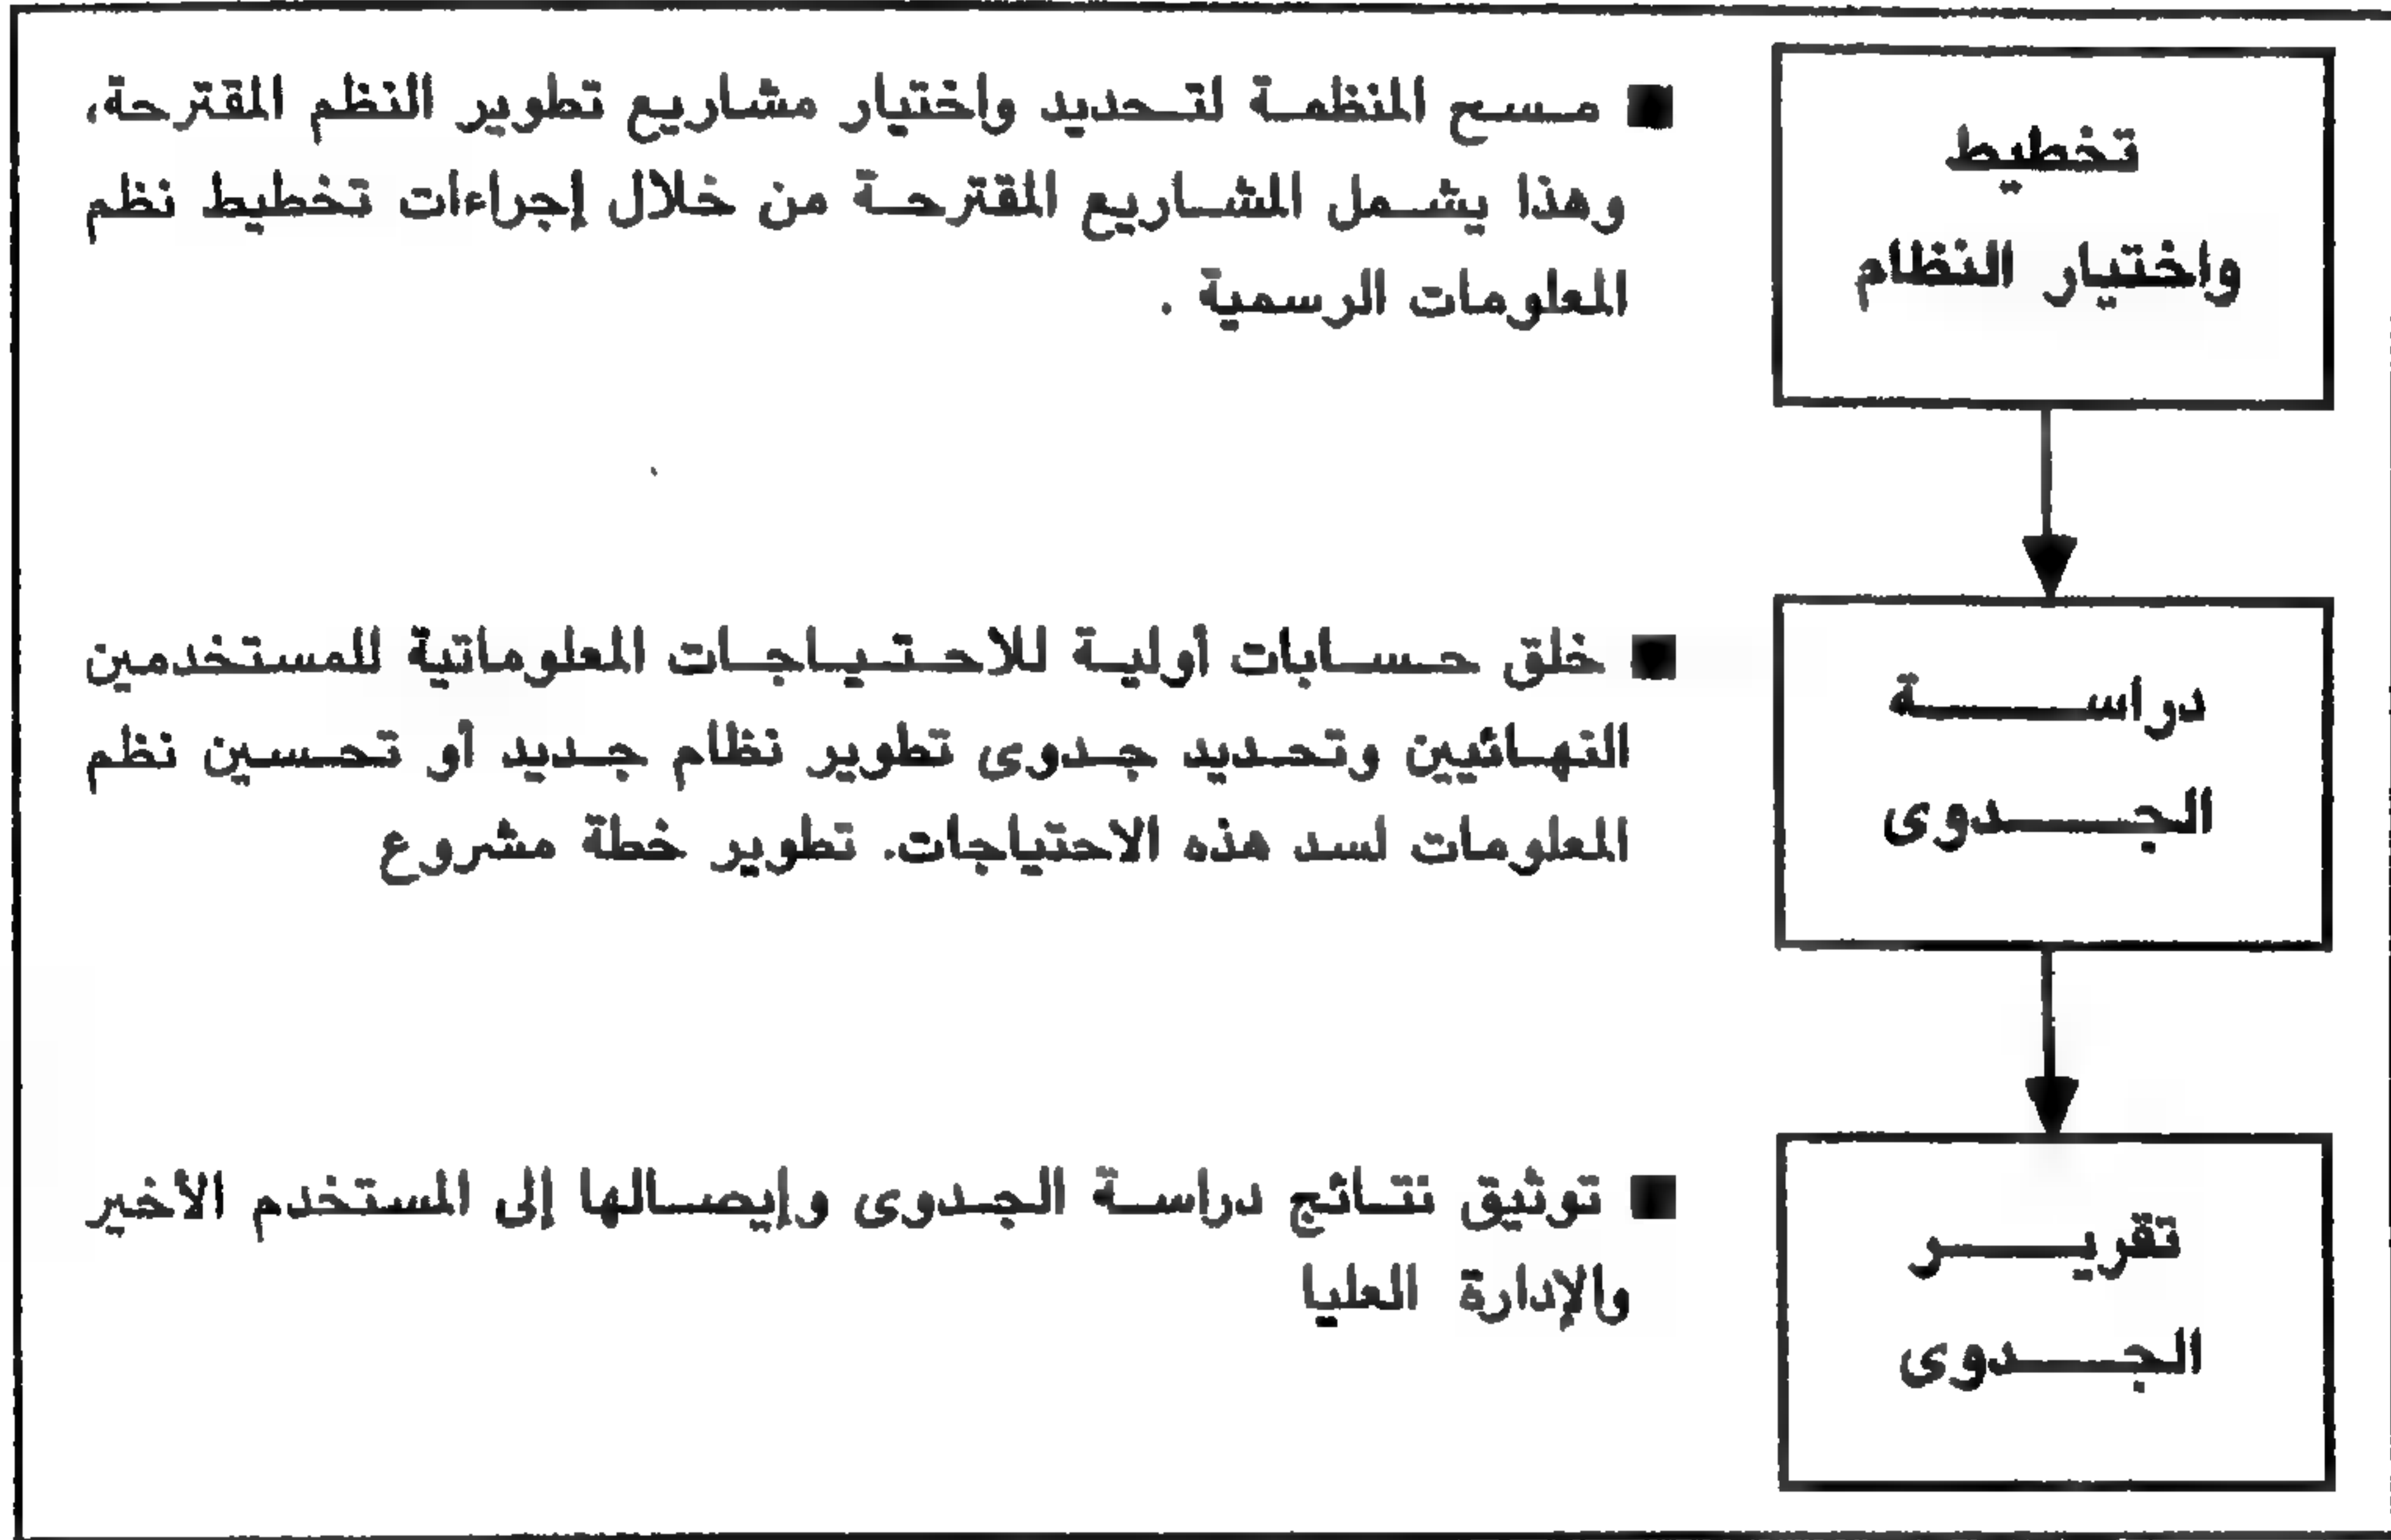 تخطيط
واختيار النظام
■ مسح المنظمة لتحديد واختيار مشاريع تطوير النظم المقترحة،
وهذا يشمل المشاريع المقترحة من خلال إجراءات تخطيط نظم
المعلومات الرسمية .
دراسة
الجدوى
■ خلق حسابات أولية للاحتياجات المعلوماتية للمستخدمين
النهائيين وتحديد جدوى تطوير نظام جديد أو تحسين نظم
المعلومات لسد هذه الاحتياجات. تطوير خطة مشروع
تقرير
الجدوى
■ توثيق نتائج دراسة الجدوى وإيصالها إلى المستخدم الأخير
والإدارة العليا